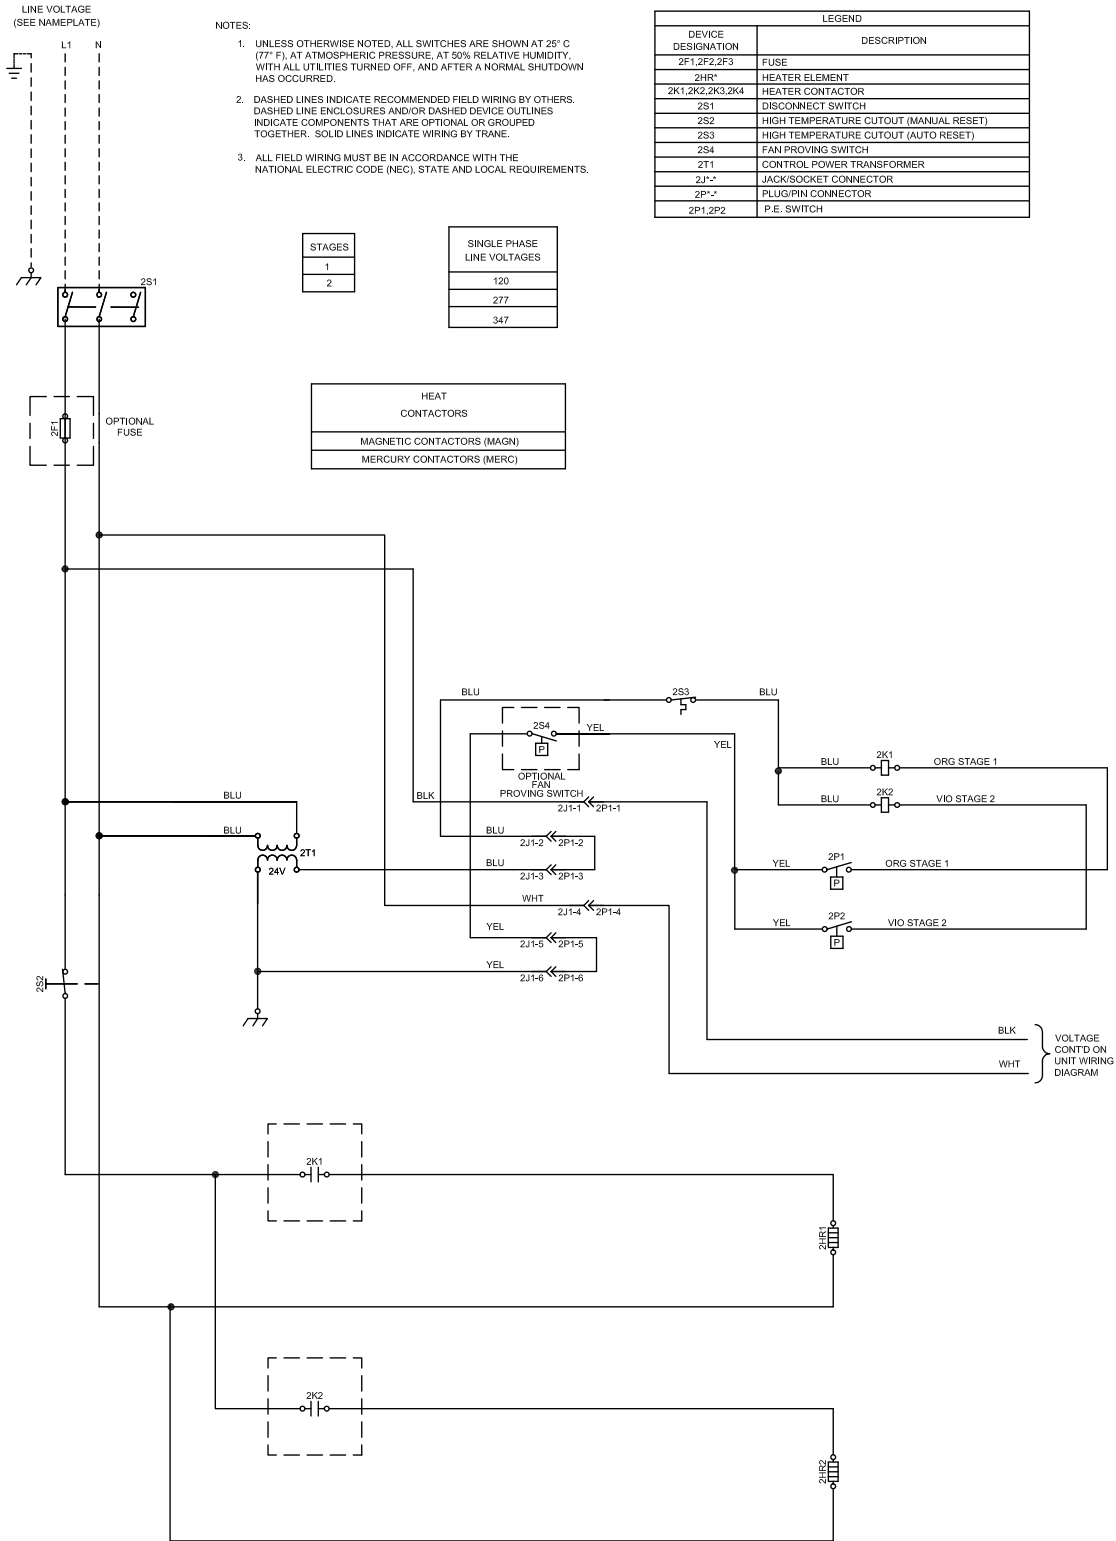 LINE VOLTAGE
(SEE NAMEPLATE)
L1 N
NOTES:
1. UNLESS OTHERWISE NOTED, ALL SWITCHES ARE SHOWN AT 25° C
(77° F), AT ATMOSPHERIC PRESSURE, AT 50% RELATIVE HUMIDITY,
WITH ALL UTILITIES TURNED OFF, AND AFTER A NORMAL SHUTDOWN
HAS OCCURRED.
2. DASHED LINES INDICATE RECOMMENDED FIELD WIRING BY OTHERS.
DASHED LINE ENCLOSURES AND/OR DASHED DEVICE OUTLINES
INDICATE COMPONENTS THAT ARE OPTIONAL OR GROUPED
TOGETHER. SOLID LINES INDICATE WIRING BY TRANE.
3. ALL FIELD WIRING MUST BE IN ACCORDANCE WITH THE
NATIONAL ELECTRIC CODE (NEC), STATE AND LOCAL REQUIREMENTS.
LEGEND
DEVICE
DESIGNATION
DESCRIPTION
2F1,2F2,2F3 FUSE
2HR* HEATER ELEMENT
2K1,2K2,2K3,2K4 HEATER CONTACTOR
2S1 DISCONNECT SWITCH
2S2 HIGH TEMPERATURE CUTOUT (MANUAL RESET)
2S3 HIGH TEMPERATURE CUTOUT (AUTO RESET)
2S4 FAN PROVING SWITCH
2T1 CONTROL POWER TRANSFORMER
2J*-* JACK/SOCKET CONNECTOR
2P*-* PLUG/PIN CONNECTOR
2P1,2P2 P.E. SWITCH
STAGES
1
2
SINGLE PHASE
LINE VOLTAGES
120
277
347
2S1
HEAT
CONTACTORS
MAGNETIC CONTACTORS (MAGN)
MERCURY CONTACTORS (MERC)
2F1
OPTIONAL
FUSE
BLU 2S3 BLU
2S4 YEL
P
YEL
OPTIONAL
FAN
PROVING SWITCH
2K1
BLU ORG STAGE 1
2K2
BLU VIO STAGE 2
BLU
BLK
2J1-1 2P1-1
BLU
BLU
2J1-2 2P1-2
2T1
24V
BLU
2J1-3 2P1-3
2P1
YEL ORG STAGE 1
P
WHT
2J1-4 2P1-4
2P2
YEL VIO STAGE 2
P
YEL
2J1-5 2P1-5
YEL
2J1-6 2P1-6
2S2
BLK
WHT
VOLTAGE
CONT'D ON
UNIT WIRING
DIAGRAM
2K1
2HR1
2K2
2HR2